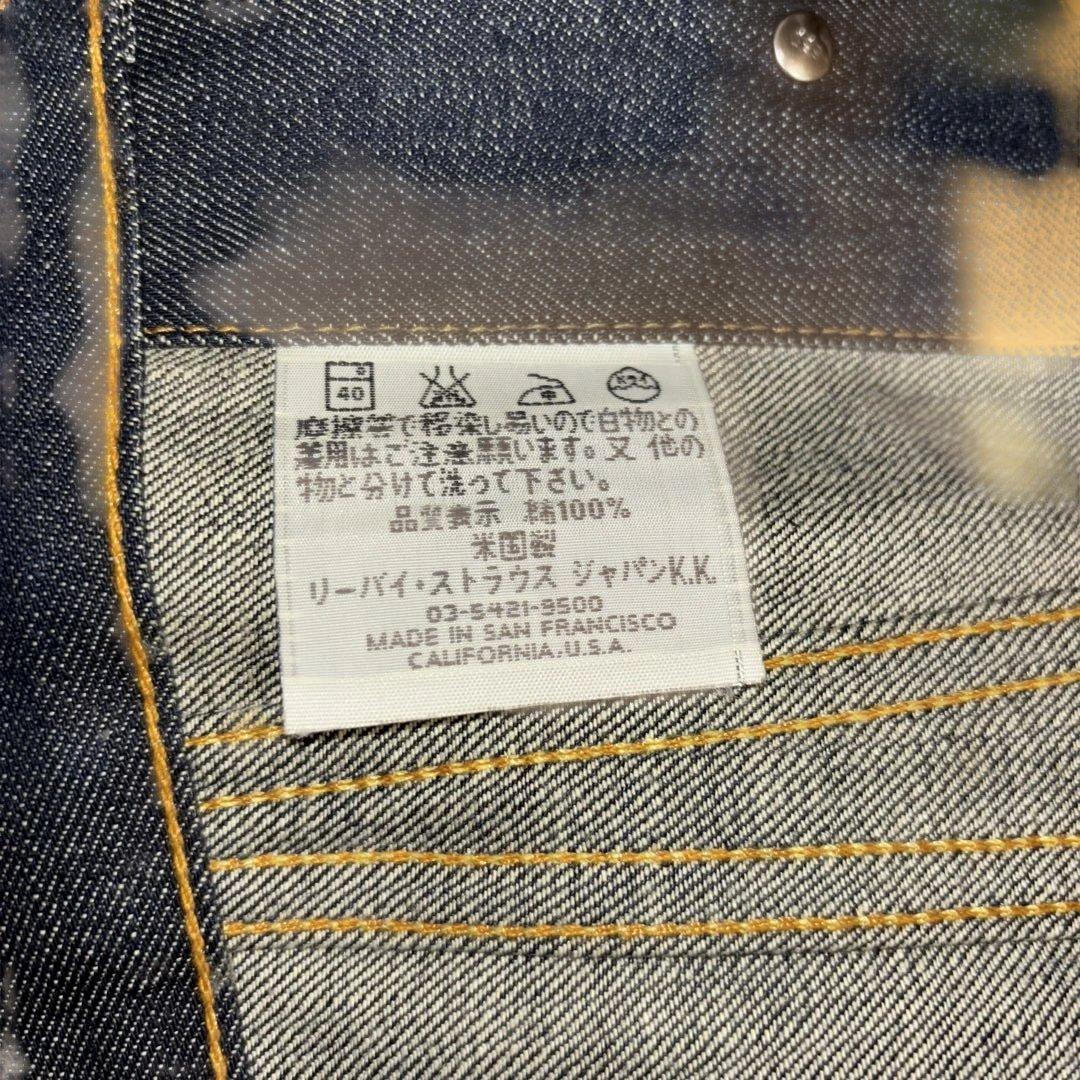 40
摩擦等で移染し易いので白物との
着用はご注意願います。又 他の
物と分けて洗って下さい。
品質表示 綿100%
米国製
リーバイ・ストラウス ジャパンK.K.
03-5421-3500
MADE IN SAN FRANCISCO
CALIFORNIA.U.S.A.